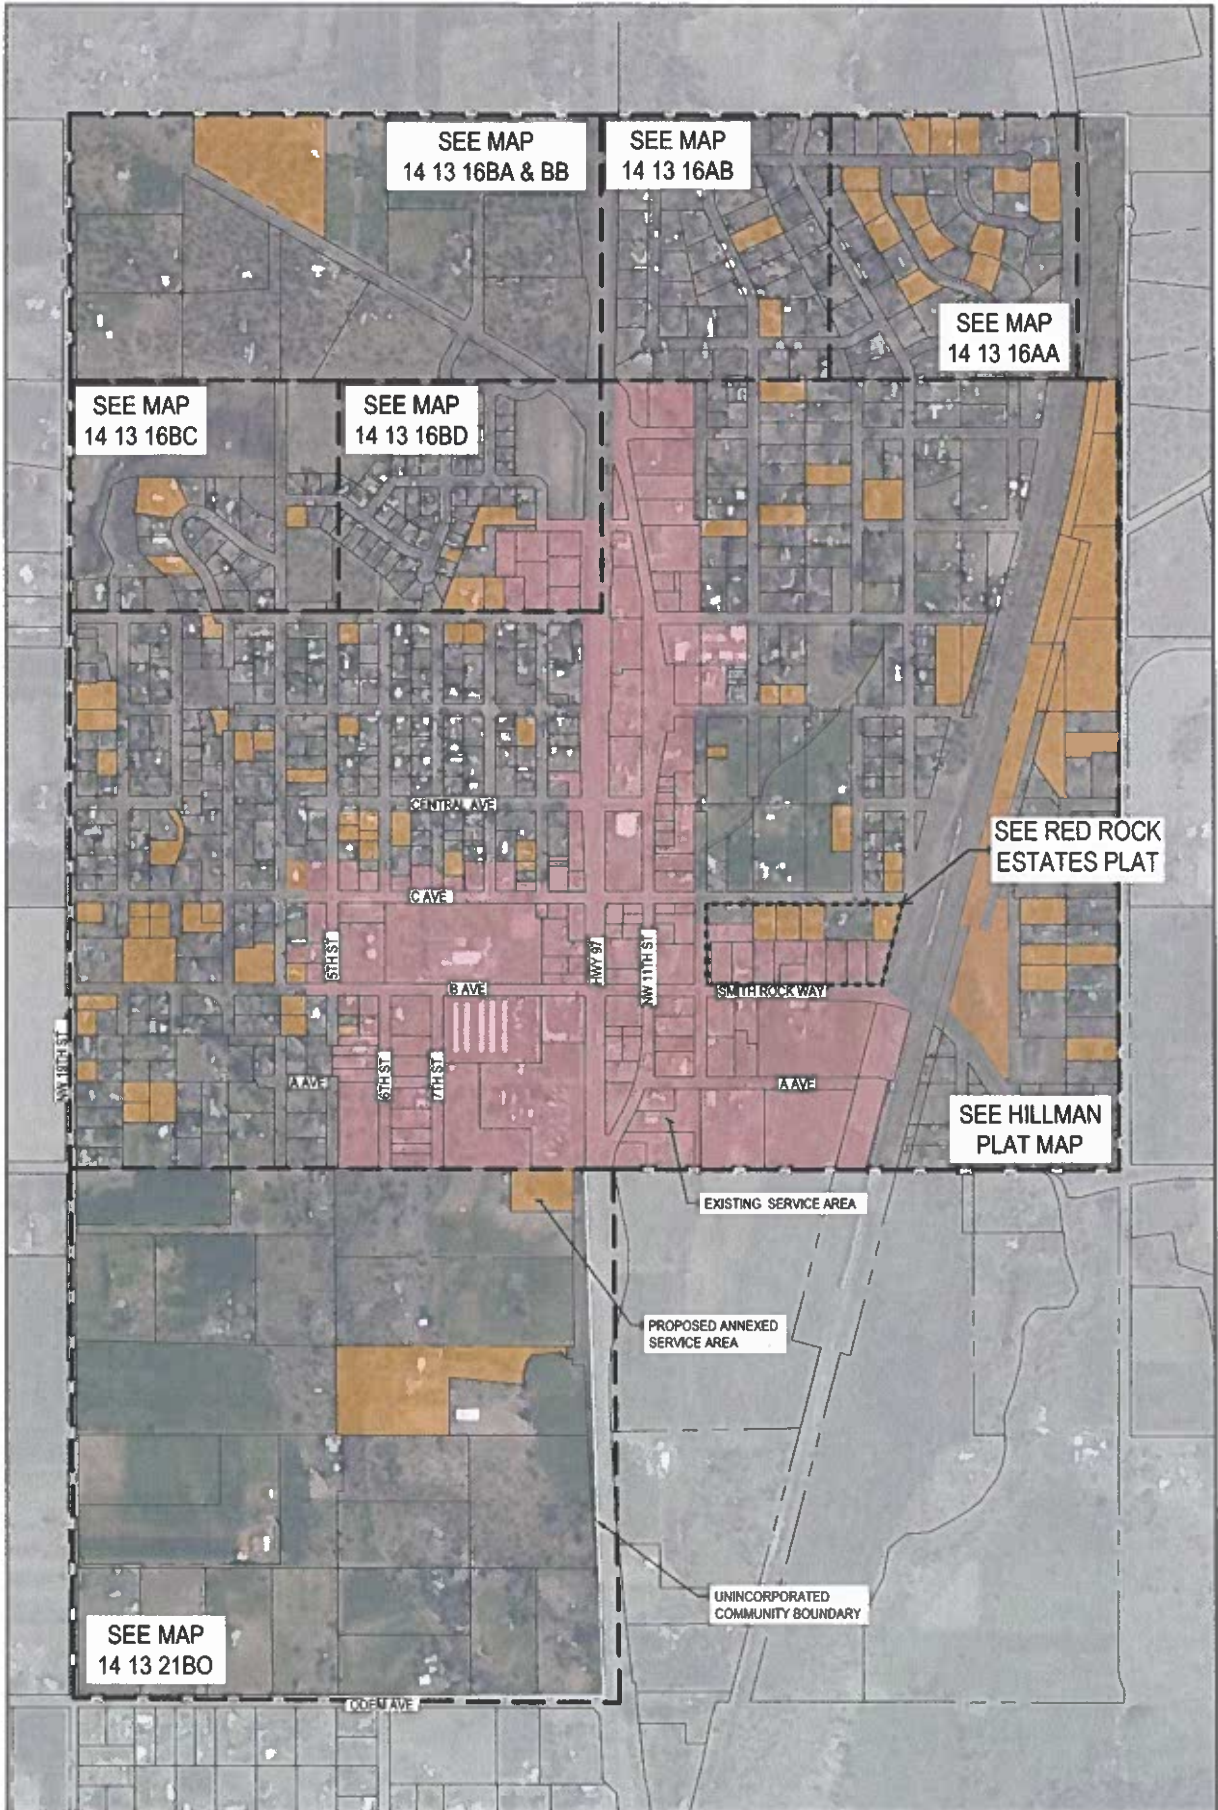 SEE MAP
14 13 16BA & BB
SEE MAP
14 13 16AB
SEE MAP
14 13 16AA
SEE MAP
14 13 16BC
SEE MAP
14 13 16BD
CENTRAL AVE
SEE RED ROCK
ESTATES PLAT
C AVE
5TH ST
HWY 97
NW 11TH ST
B AVE
SMITH ROCK WAY
NW 19TH ST
A AVE
6TH ST
7TH ST
A AVE
SEE HILLMAN
PLAT MAP
EXISTING SERVICE AREA
PROPOSED ANNEXED
SERVICE AREA
UNINCORPORATED
COMMUNITY BOUNDARY
SEE MAP
14 13 21BO
ODEM AVE